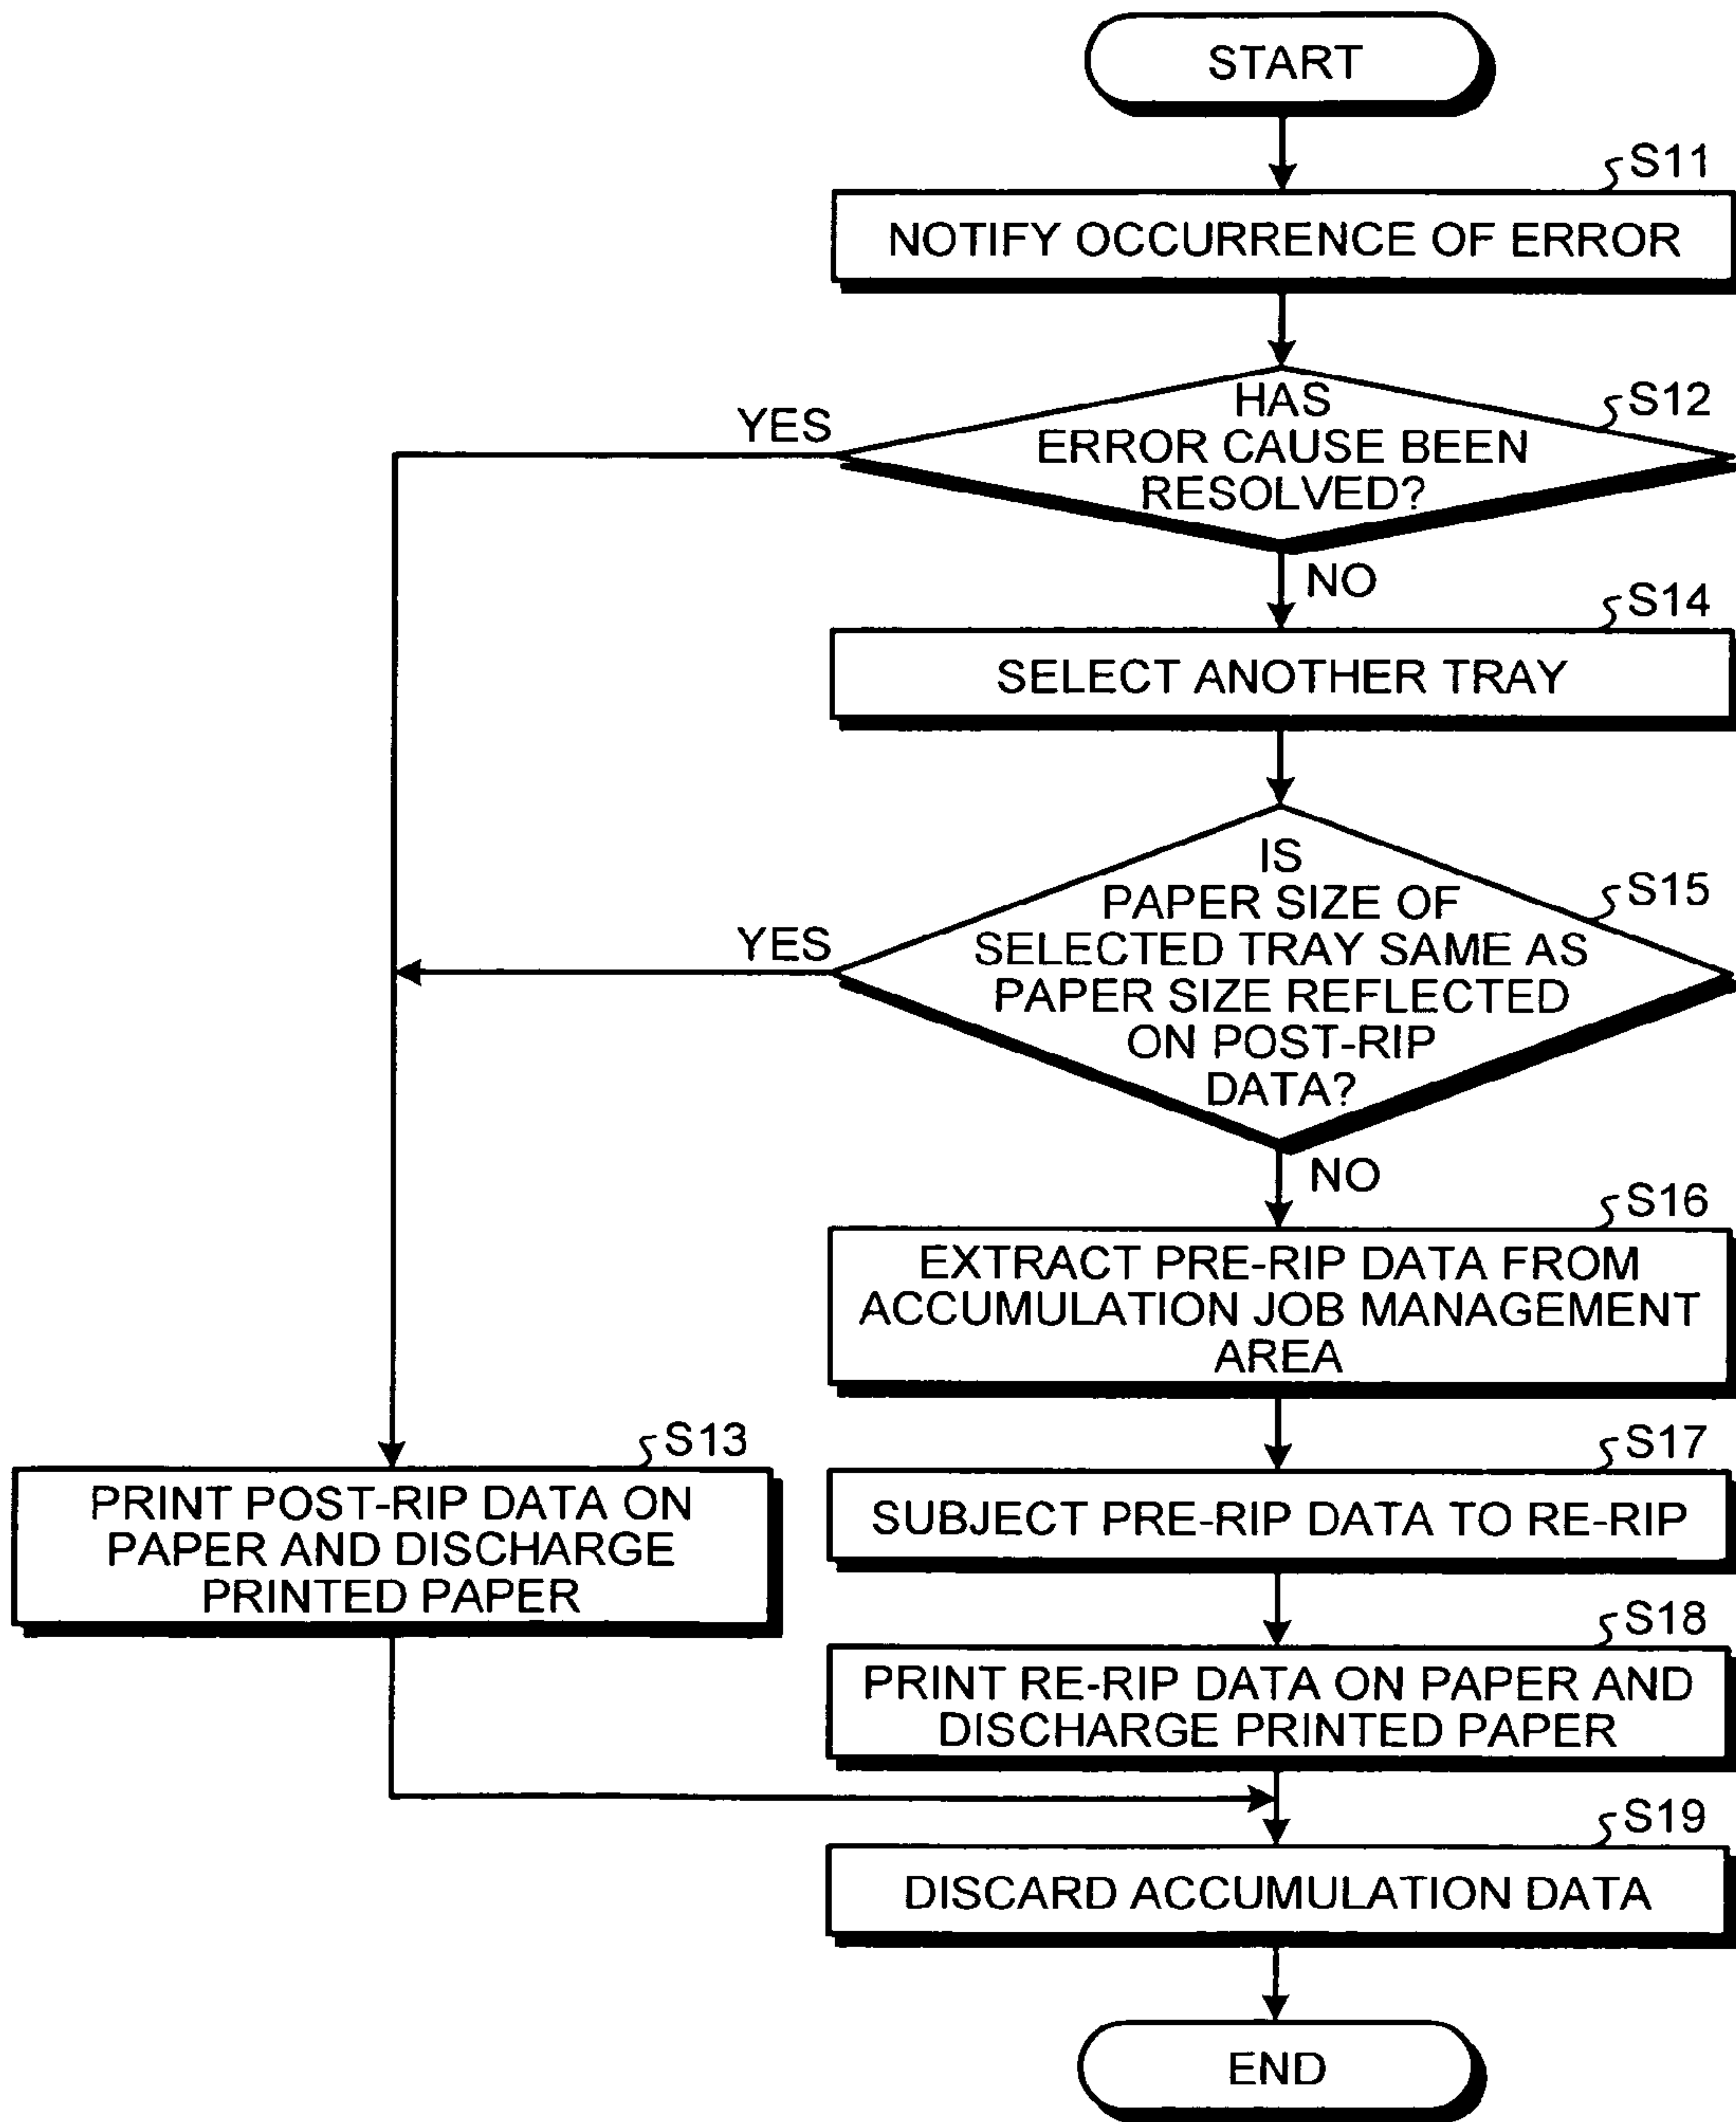 START
S11
NOTIFY OCCURRENCE OF ERROR
S12
HAS
ERROR CAUSE BEEN
RESOLVED?
YES
NO
S14
SELECT ANOTHER TRAY
S15
IS
PAPER SIZE OF
SELECTED TRAY SAME AS
PAPER SIZE REFLECTED
ON POST-RIP
DATA?
YES
NO
S16
EXTRACT PRE-RIP DATA FROM
ACCUMULATION JOB MANAGEMENT
AREA
S13
PRINT POST-RIP DATA ON
PAPER AND DISCHARGE
PRINTED PAPER
S17
SUBJECT PRE-RIP DATA TO RE-RIP
S18
PRINT RE-RIP DATA ON PAPER AND
DISCHARGE PRINTED PAPER
S19
DISCARD ACCUMULATION DATA
END